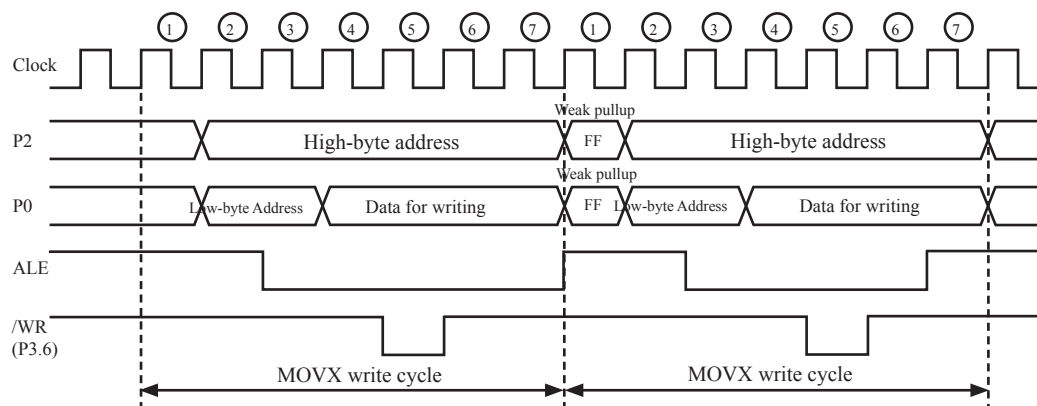 1 2 3 4 5 6 7 1 2 3 4 5 6 7
Clock
Weak pullup
P2 High-byte address FF High-byte address
Weak pullup
P0 Low-byte Address Data for writing FF Low-byte Address Data for writing
ALE
/WR
(P3.6)
MOVX write cycle MOVX write cycle